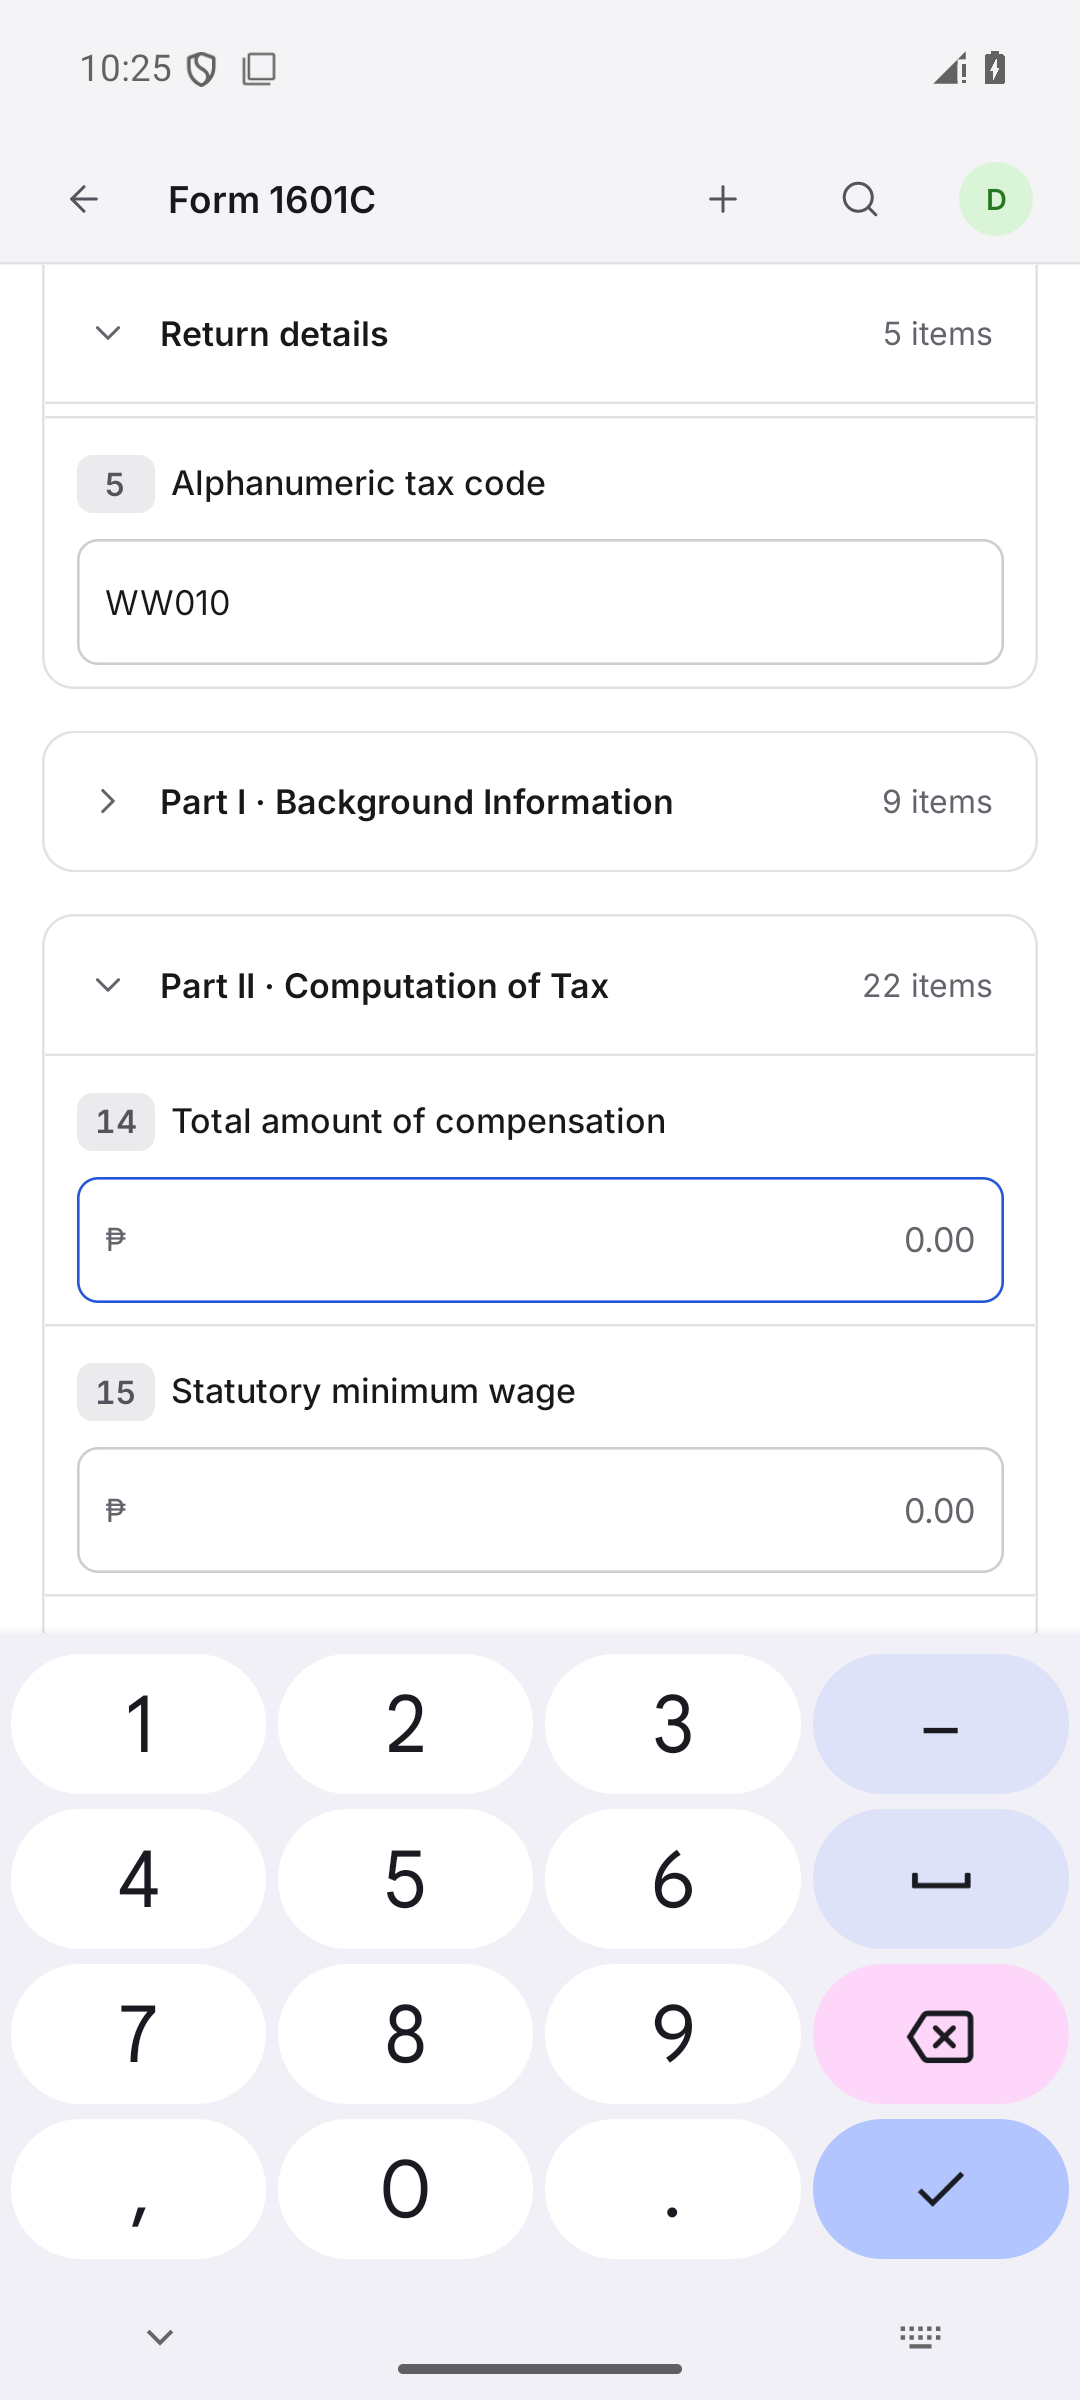 10:25
Form 1601C
D
Return details
5 items
5 Alphanumeric tax code
WW010
Part I · Background Information
9 items
Part II · Computation of Tax
22 items
14 Total amount of compensation
₱ 0.00
15 Statutory minimum wage
₱ 0.00
1 2 3 –
4 5 6
7 8 9
, 0 .